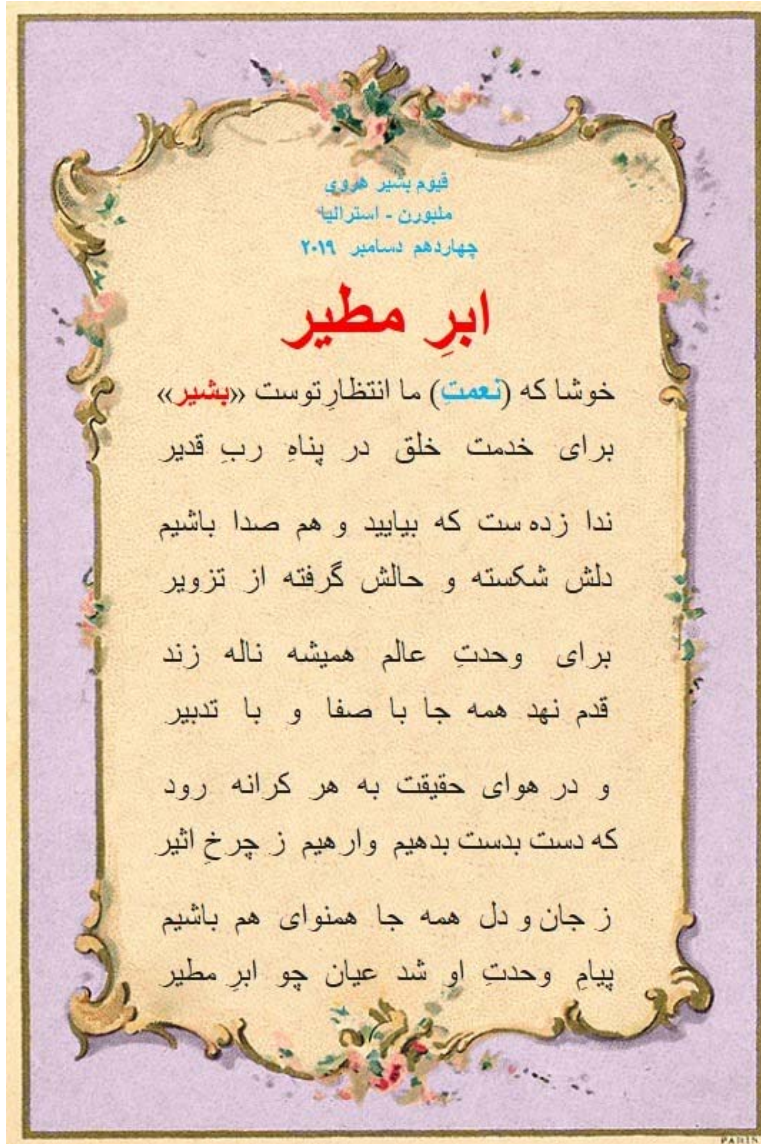 قیوم بشیر هروی
ملبورن - استرالیا
چهاردهم دسامبر ۲۰۱۹
ابرِ مطیر
خوشا که (نعمتِ) ما انتظارِ توست «بشیر»
برای خدمت خلق در پناهِ ربِ قدیر
ندا زده ست که بیایید و هم صدا باشیم
دلش شکسته و حالش گرفته از تزویر
برای وحدتِ عالم همیشه ناله زند
قدم نهد همه جا با صفا و با تدبیر
و در هوای حقیقت به هر کرانه رود
که دست بدست بدهیم وارهیم ز چرخِ اثیر
ز جان و دل همه جا همنوای هم باشیم
پیامِ وحدتِ او شد عیان چو ابرِ مطیر
PARIS